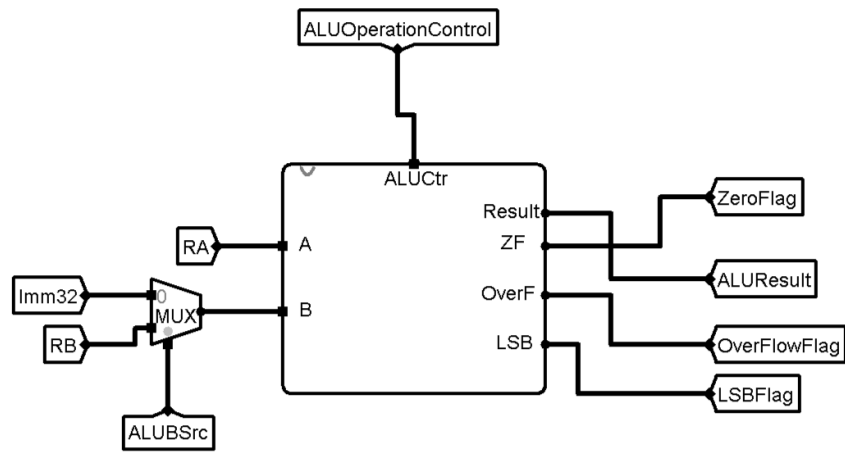 ALUOperationControl
ALUCtr
Result
ZeroFlag
RA
A
ZF
Imm32
0
B
OverF
ALUResult
MUX
RB
LSB
OverFlowFlag
LSBFlag
ALUBSrc